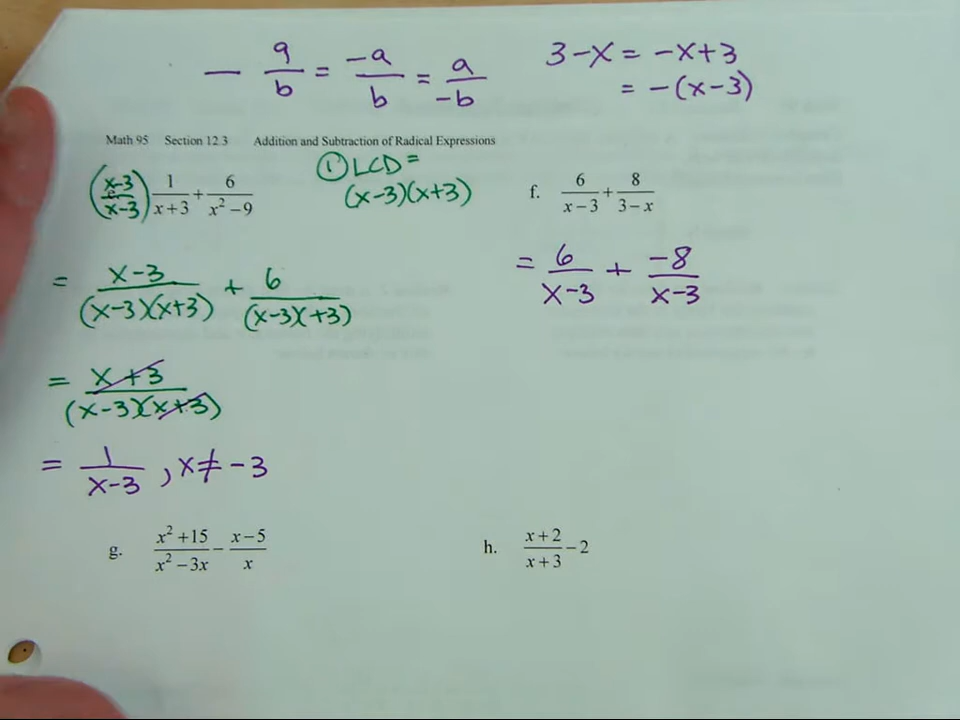 - a/b = -a/b = a/-b
3-x = -x+3
= -(x-3)
Math 95 Section 12.3 Addition and Subtraction of Radical Expressions
① LCD =
(x-3)(x+3)
(x-3/x-3) 1/x+3 + 6/x²-9
= x-3/(x-3)(x+3) + 6/(x-3)(+3)
= x+3/(x-3)(x+3)
= 1/x-3 , x≠-3
f. 6/x-3 + 8/3-x
= 6/x-3 + -8/x-3
g. x²+15/x²-3x - x-5/x
h. x+2/x+3 - 2